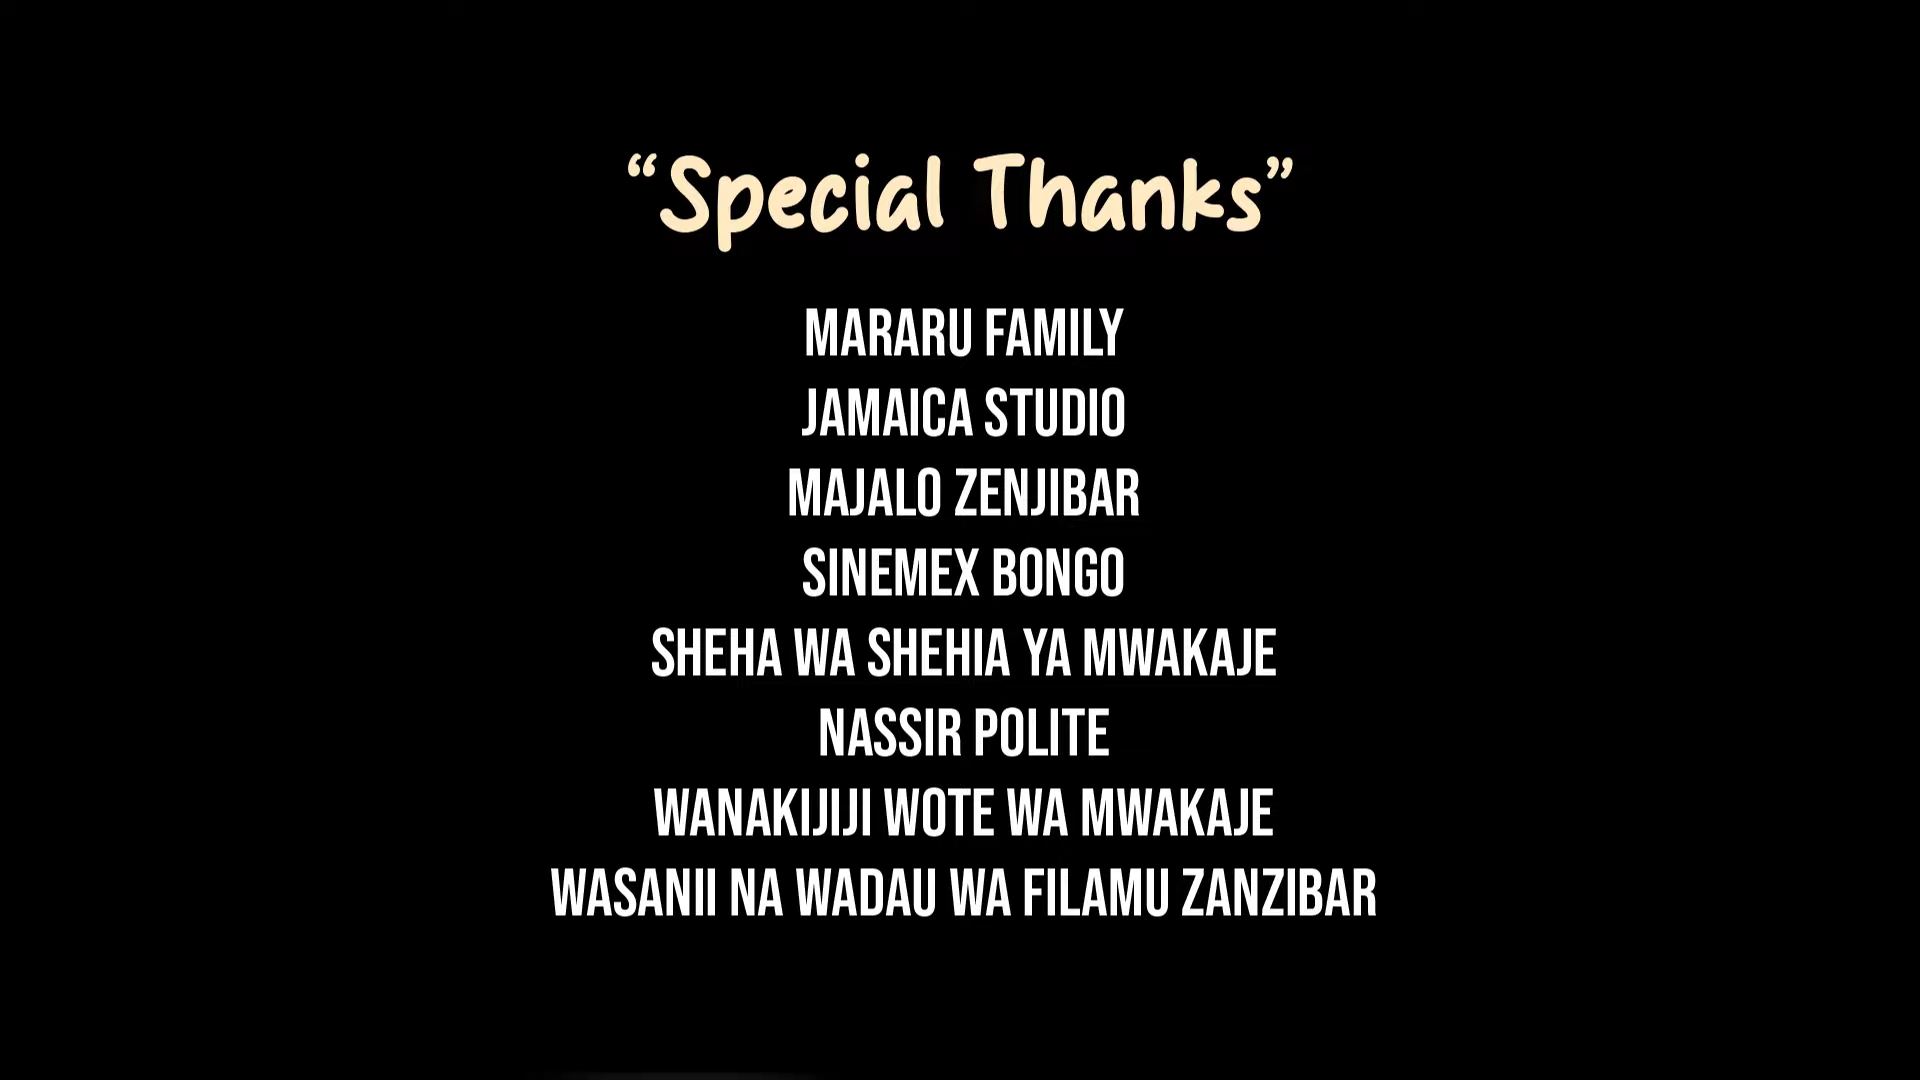 “Special Thanks”
MARARU FAMILY
JAMAICA STUDIO
MAJALO ZENJIBAR
SINEMEX BONGO
SHEHA WA SHEHIA YA MWAKAJE
NASSIR POLITE
WANAKIJIJI WOTE WA MWAKAJE
WASANII NA WADAU WA FILAMU ZANZIBAR